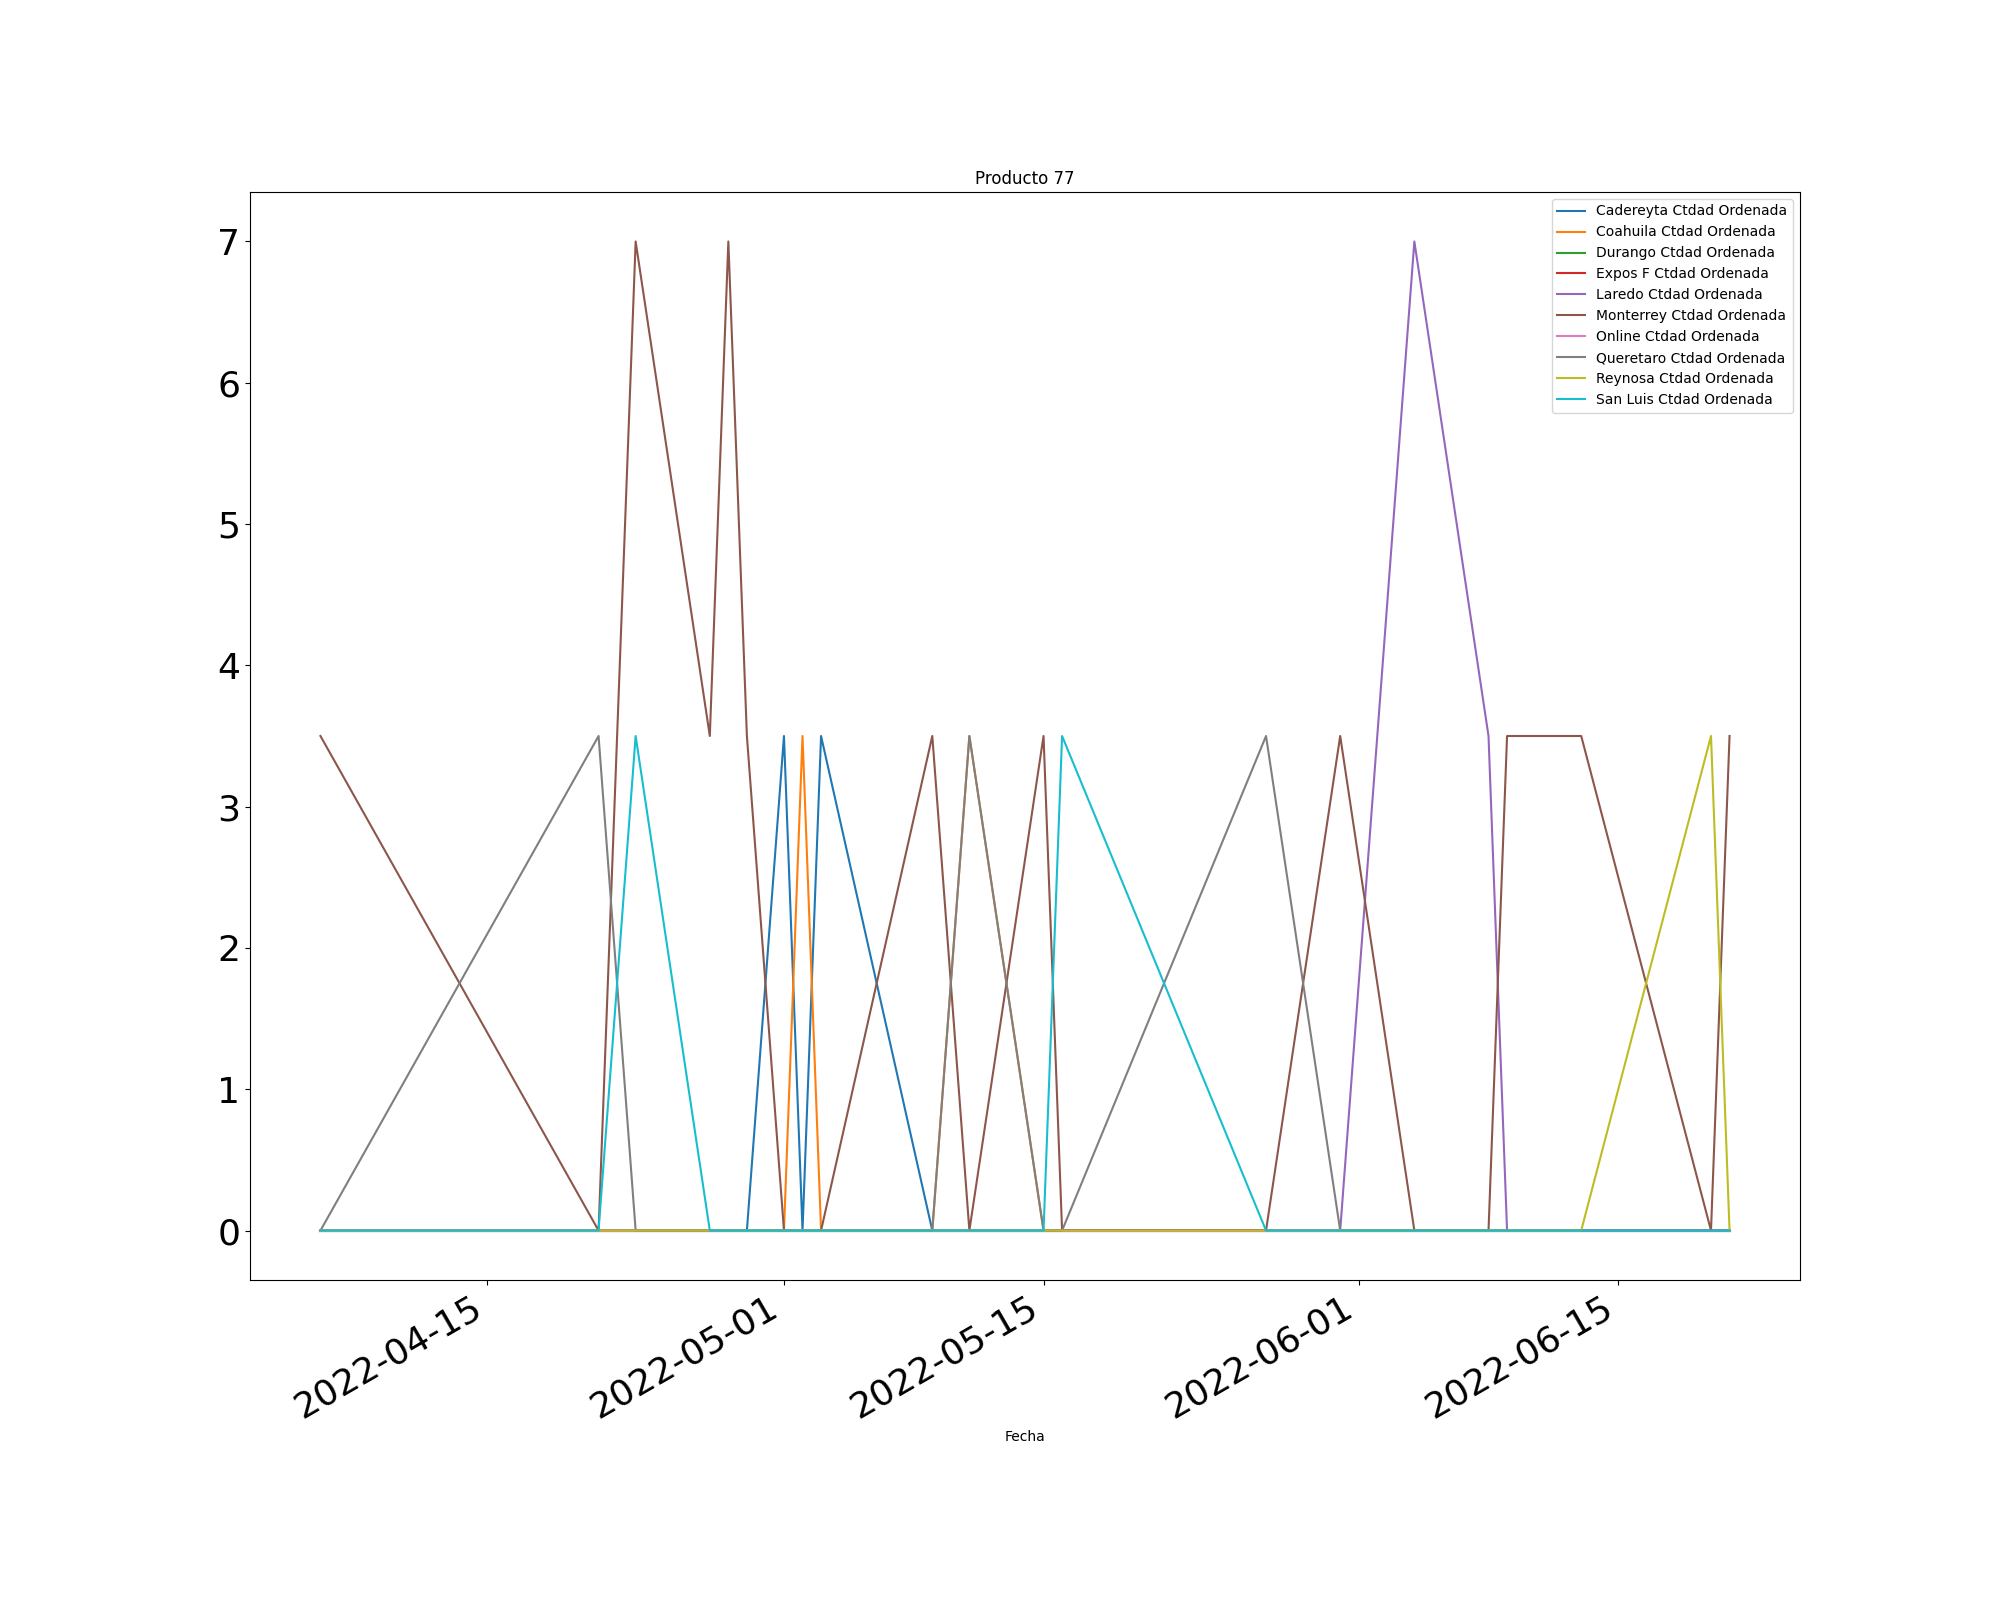 Producto 77
Cadereyta Ctdad Ordenada
Coahuila Ctdad Ordenada
Durango Ctdad Ordenada
Expos F Ctdad Ordenada
Laredo Ctdad Ordenada
Monterrey Ctdad Ordenada
Online Ctdad Ordenada
Queretaro Ctdad Ordenada
Reynosa Ctdad Ordenada
San Luis Ctdad Ordenada
7
6
5
4
3
2
1
0
2022-04-15
2022-05-01
2022-05-15
2022-06-01
2022-06-15
Fecha